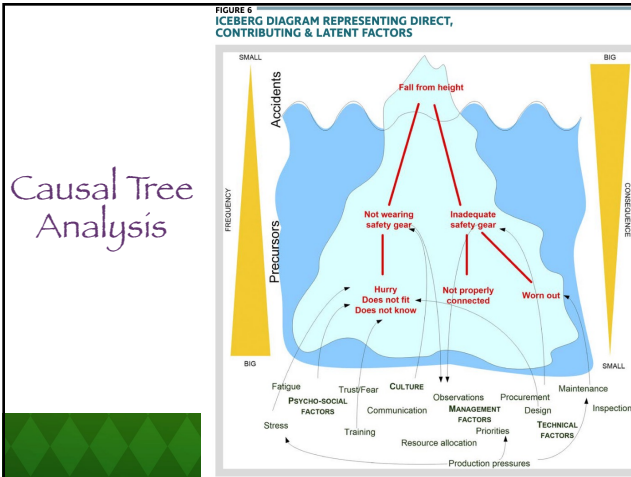 Causal Tree
Analysis
FIGURE 6
ICEBERG DIAGRAM REPRESENTING DIRECT,
CONTRIBUTING & LATENT FACTORS
SMALL
BIG
Accidents
Fall from height
FREQUENCY
CONSEQUENCE
Precursors
Not wearing
safety gear
Inadequate
safety gear
Hurry
Does not fit
Does not know
Not properly
connected
Worn out
BIG
SMALL
Fatigue
Trust/Fear
CULTURE
Observations
Procurement
Maintenance
PSYCHO-SOCIAL
FACTORS
Communication
MANAGEMENT
FACTORS
Design
Inspection
Stress
Training
Priorities
TECHNICAL
FACTORS
Resource allocation
Production pressures